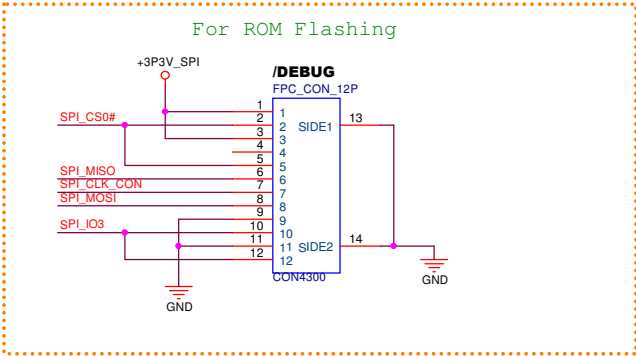 For ROM Flashing
+3P3V_SPI
/DEBUG
FPC_CON_12P
1 1
SPI_CS0# 2 2 SIDE1 13
3 3
4 4
5 5
SPI_MISO 6 6
SPI_CLK_CON 7 7
SPI_MOSI 8 8
9 9
SPI_IO3 10 10
11 11 SIDE2 14
12 12
CON4300
GND
GND